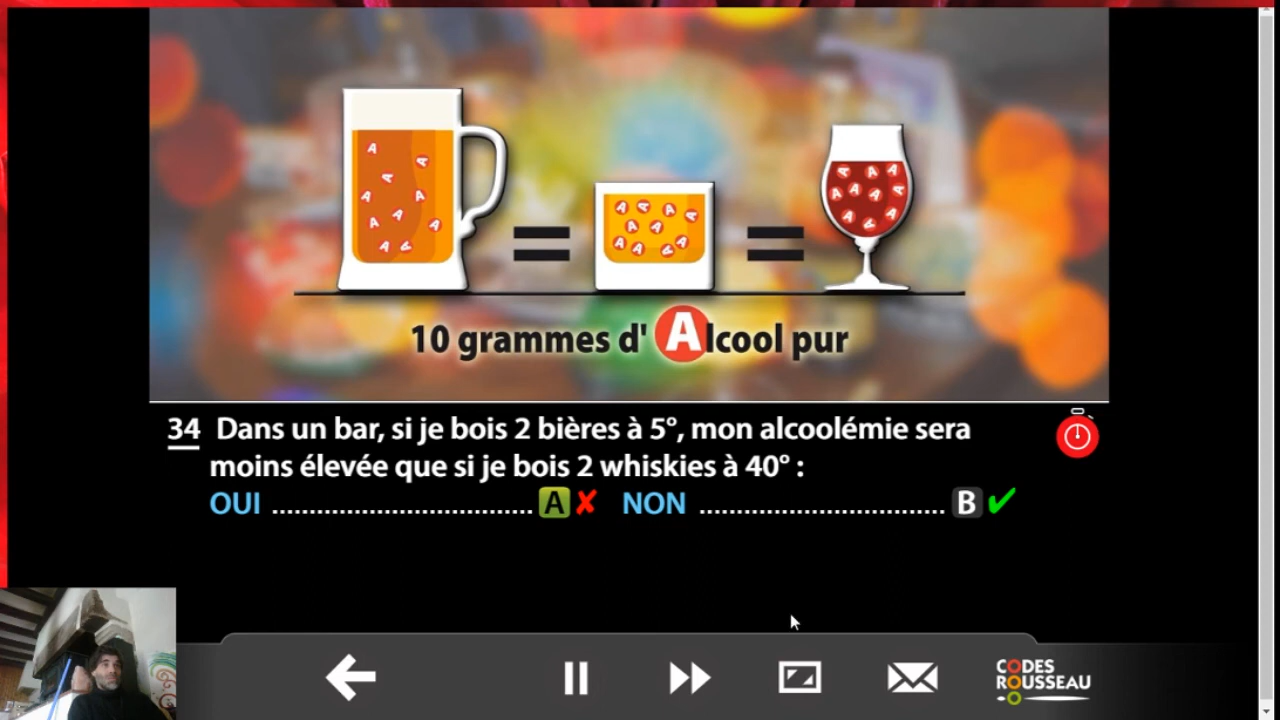 10 grammes d' Alcool pur
34 Dans un bar, si je bois 2 bières à 5°, mon alcoolémie sera
moins élevée que si je bois 2 whiskies à 40° :
OUI .................................. A ✘ NON .................................. B ✔
CODES
ROUSSEAU